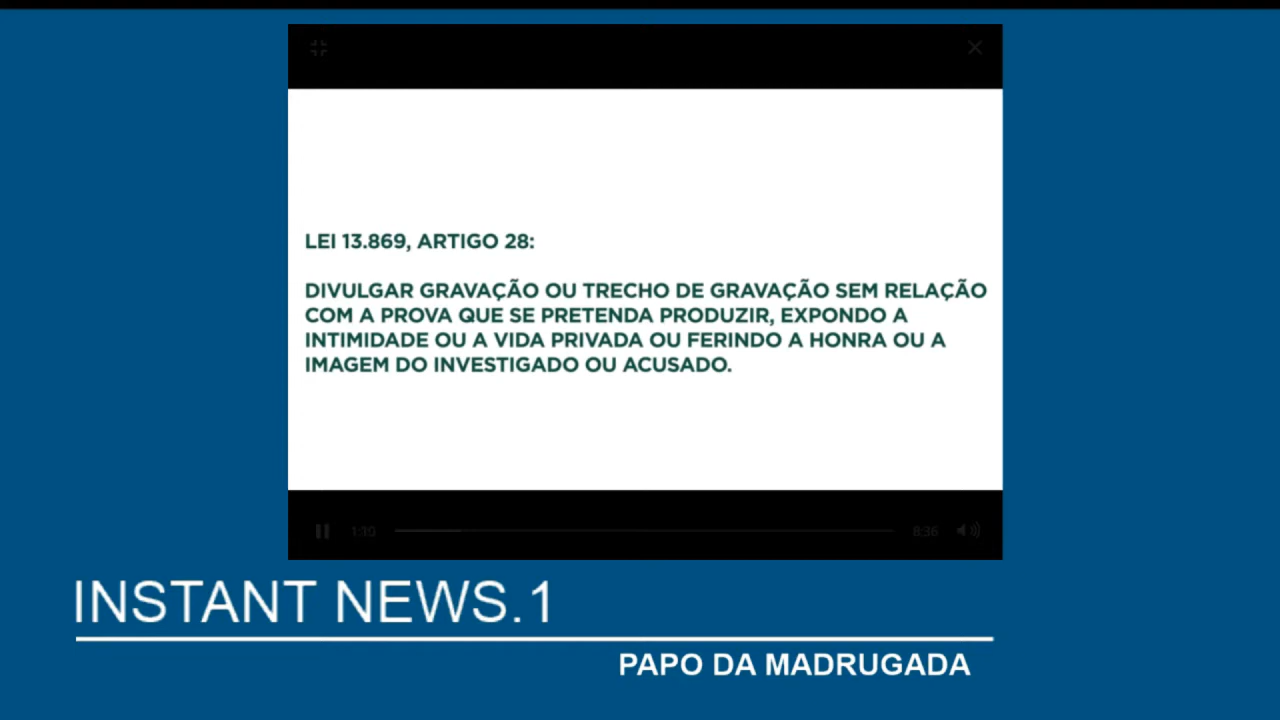 LEI 13.869, ARTIGO 28:
DIVULGAR GRAVAÇÃO OU TRECHO DE GRAVAÇÃO SEM RELAÇÃO
COM A PROVA QUE SE PRETENDA PRODUZIR, EXPONDO A
INTIMIDADE OU A VIDA PRIVADA OU FERINDO A HONRA OU A
IMAGEM DO INVESTIGADO OU ACUSADO.
8:36
INSTANT NEWS.1
PAPO DA MADRUGADA